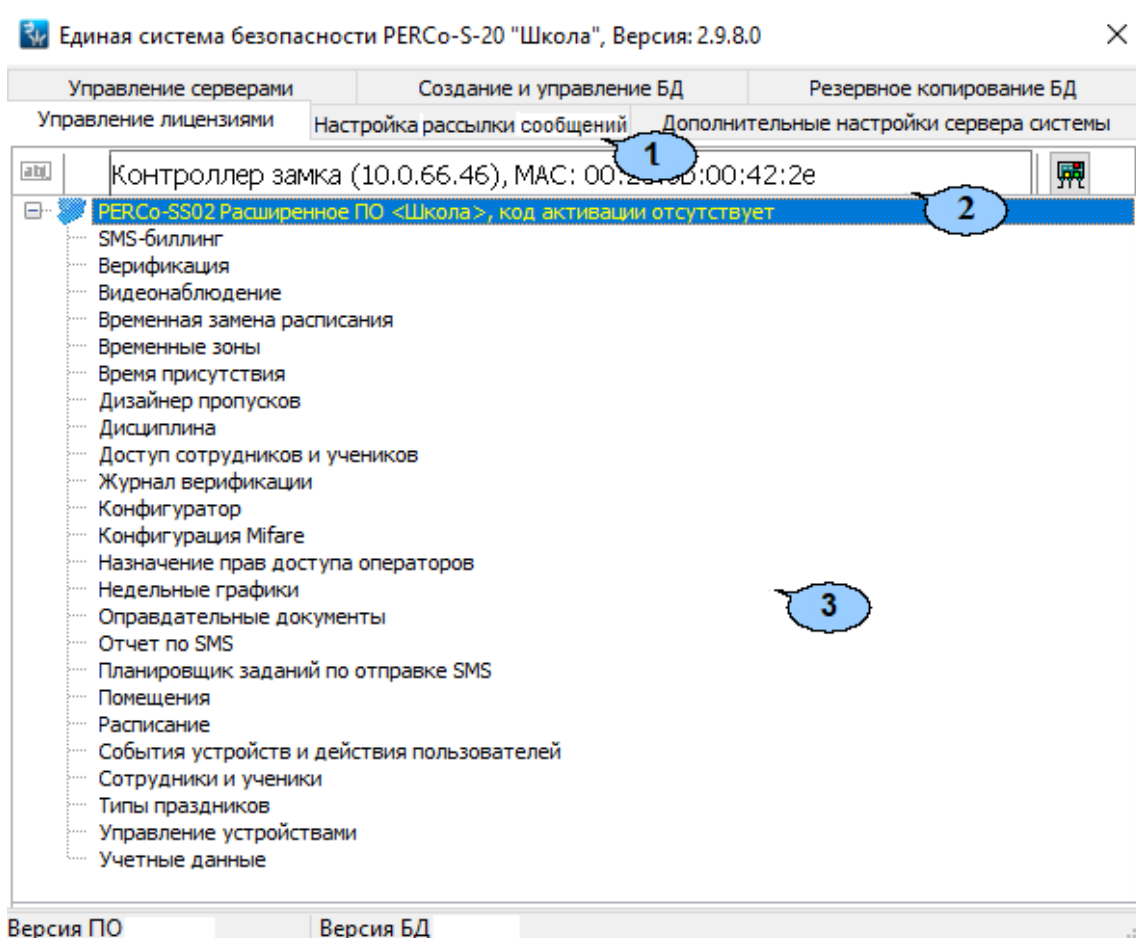 Единая система безопасности PERCo-S-20 "Школа", Версия: 2.9.8.0
Управление серверами Создание и управление БД Резервное копирование БД
Управление лицензиями Настройка рассылки сообщений Дополнительные настройки сервера системы
1
Контроллер замка (10.0.66.46), MAC: 00: :00:42:2e
2
PERCo-SS02 Расширенное ПО <Школа>, код активации отсутствует
SMS-биллинг
Верификация
Видеонаблюдение
Временная замена расписания
Временные зоны
Время присутствия
Дизайнер пропусков
Дисциплина
Доступ сотрудников и учеников
Журнал верификации
Конфигуратор
Конфигурация Mifare
Назначение прав доступа операторов
Недельные графики
3
Оправдательные документы
Отчет по SMS
Планировщик заданий по отправке SMS
Помещения
Расписание
События устройств и действия пользователей
Сотрудники и ученики
Типы праздников
Управление устройствами
Учетные данные
Версия ПО Версия БД